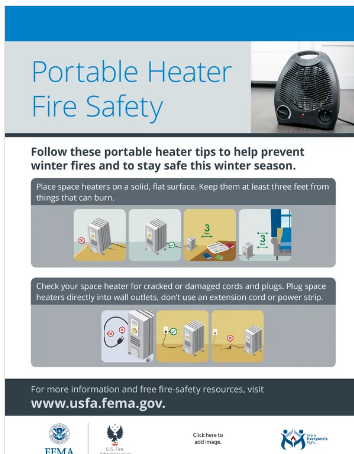 Portable Heater
Fire Safety
Follow these portable heater tips to help prevent
winter fires and to stay safe this winter season.
Place space heaters on a solid, flat surface. Keep them at least three feet from
things that can burn.
3
3
Check your space heater for cracked or damaged cords and plugs. Plug space
heaters directly into wall outlets, don't use an extension cord or power strip.
For more information and free fire-safety resources, visit
www.usfa.fema.gov.
FEMA
U.S. Fire
Click here to
add image.
Fire is
Everyone's
Fight